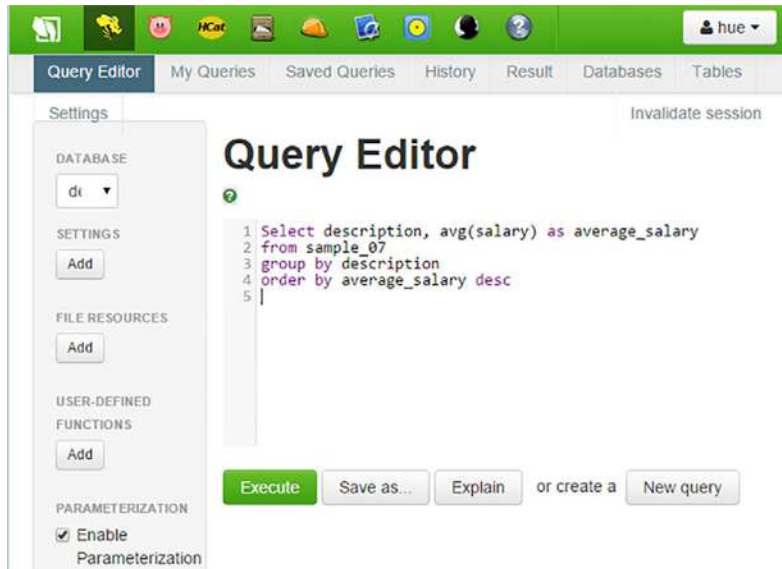 HCat
hue
Query Editor
My Queries
Saved Queries
History
Result
Databases
Tables
Settings
Invalidate session
DATABASE
SETTINGS
Add
FILE RESOURCES
Add
USER-DEFINED
FUNCTIONS
Add
PARAMETERIZATION
Enable
Parameterization
Query Editor
1 Select description, avg(salary) as average_salary
2 from sample_07
3 group by description
4 order by average_salary desc
5
Execute
Save as...
Explain
or create a
New query